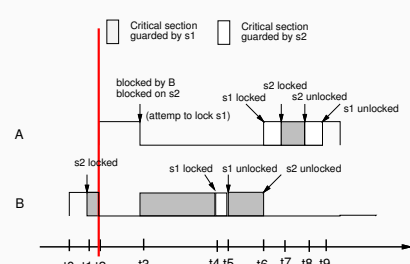 Critical section
guarded by s1
Critical section
guarded by s2
blocked by B
blocked on s2
(attemp to lock s1)
s1 locked
s2 locked
s2 unlocked
s1 unlocked
A
s2 locked
s1 locked
s1 unlocked
s2 unlocked
B
t3
t4 t5
t6
t7
t8
t9